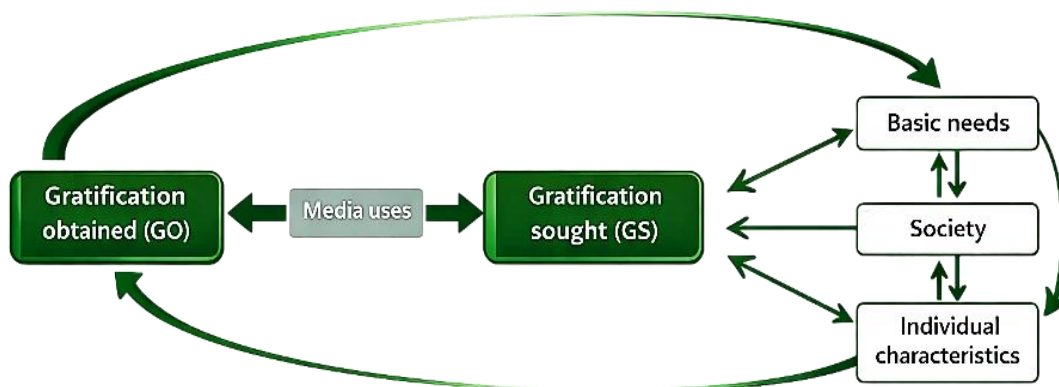 Gratification
obtained (GO)
Media uses
Gratification
sought (GS)
Basic needs
Society
Individual
characteristics